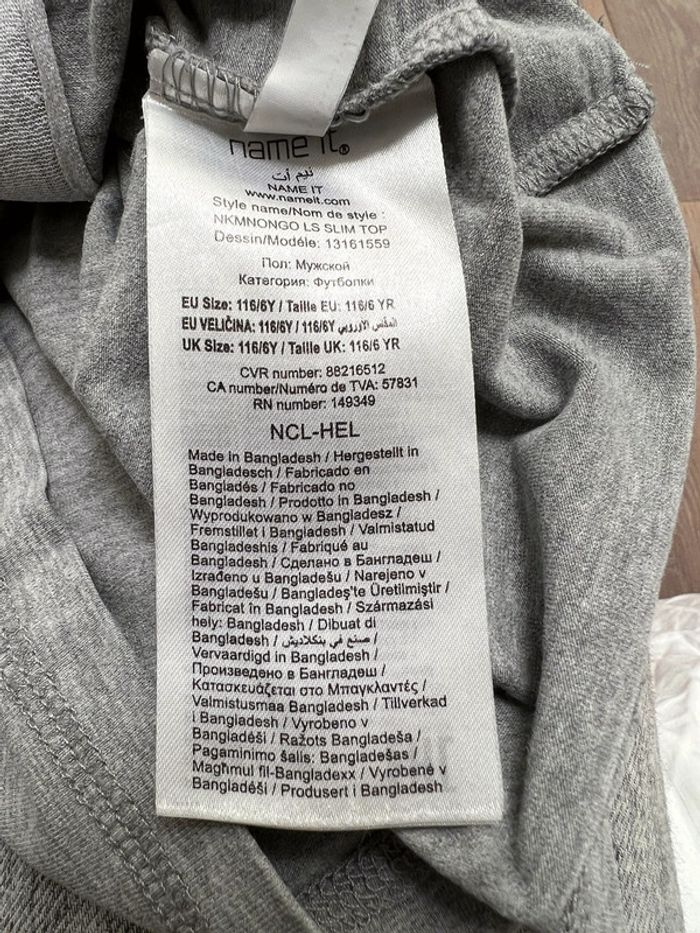 name it®
نيم أت
NAME IT
www.nameit.com
Style name/Nom de style :
NKMNONGO LS SLIM TOP
Dessin/Modèle: 13161559
Пол: Мужской
Категория: Футболки
EU Size: 116/6Y / Taille EU: 116/6 YR
EU VELIČINA: 116/6Y / 116/6Y المقاس الأوروبي
UK Size: 116/6Y / Taille UK: 116/6 YR
CVR number: 88216512
CA number/Numéro de TVA: 57831
RN number: 149349
NCL-HEL
Made in Bangladesh / Hergestellt in
Bangladesch / Fabricado en
Bangladés / Fabricado no
Bangladesh / Prodotto in Bangladesh /
Wyprodukowano w Bangladesz /
Fremstillet i Bangladesh / Valmistatud
Bangladeshis / Fabriqué au
Bangladesh / Сделано в Бангладеш /
Izrađeno u Bangladešu / Narejeno v
Bangladešu / Bangladeş'te Üretilmiştir /
Fabricat în Bangladesh / Származási
hely: Bangladesh / Dibuat di
Bangladesh / صنع في بنكلاديش /
Vervaardigd in Bangladesh /
Произведено в Бангладеш /
Κατασκευάζεται στο Μπαγκλαντές /
Valmistusmaa Bangladesh / Tillverkad
i Bangladesh / Vyrobeno v
Bangladéši / Ražots Bangladeša /
Pagaminimo šalis: Bangladešas /
Magħmul fil-Bangladexx / Vyrobené v
Bangladéši / Produsert i Bangladesh